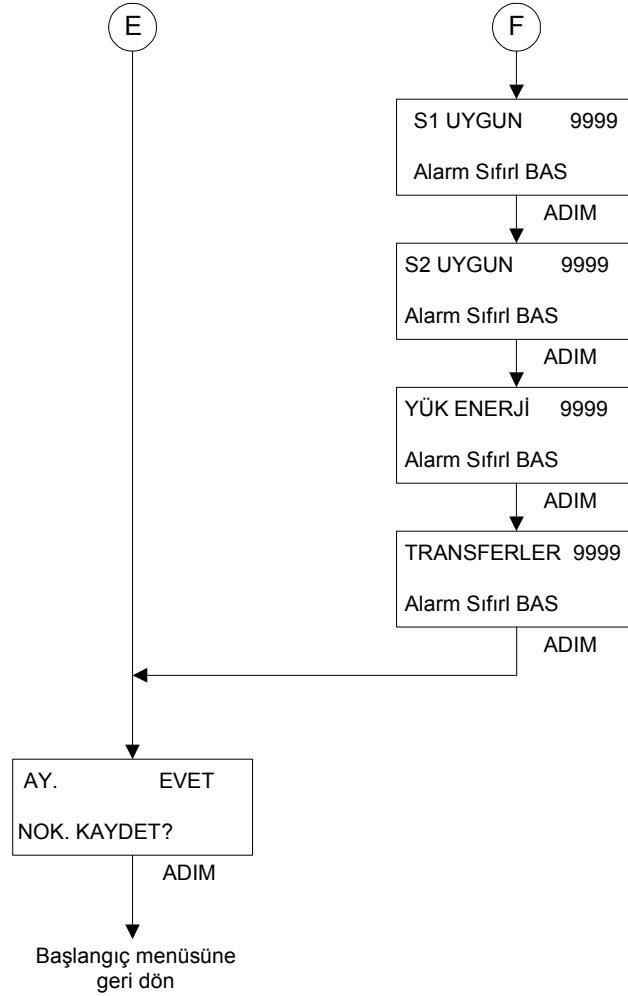 E
F
S1 UYGUN 9999
Alarm Sıfırl BAS
ADIM
S2 UYGUN 9999
Alarm Sıfırl BAS
ADIM
YÜK ENERJİ 9999
Alarm Sıfırl BAS
ADIM
TRANSFERLER 9999
Alarm Sıfırl BAS
ADIM
AY. EVET
NOK. KAYDET?
ADIM
Başlangıç menüsüne
geri dön